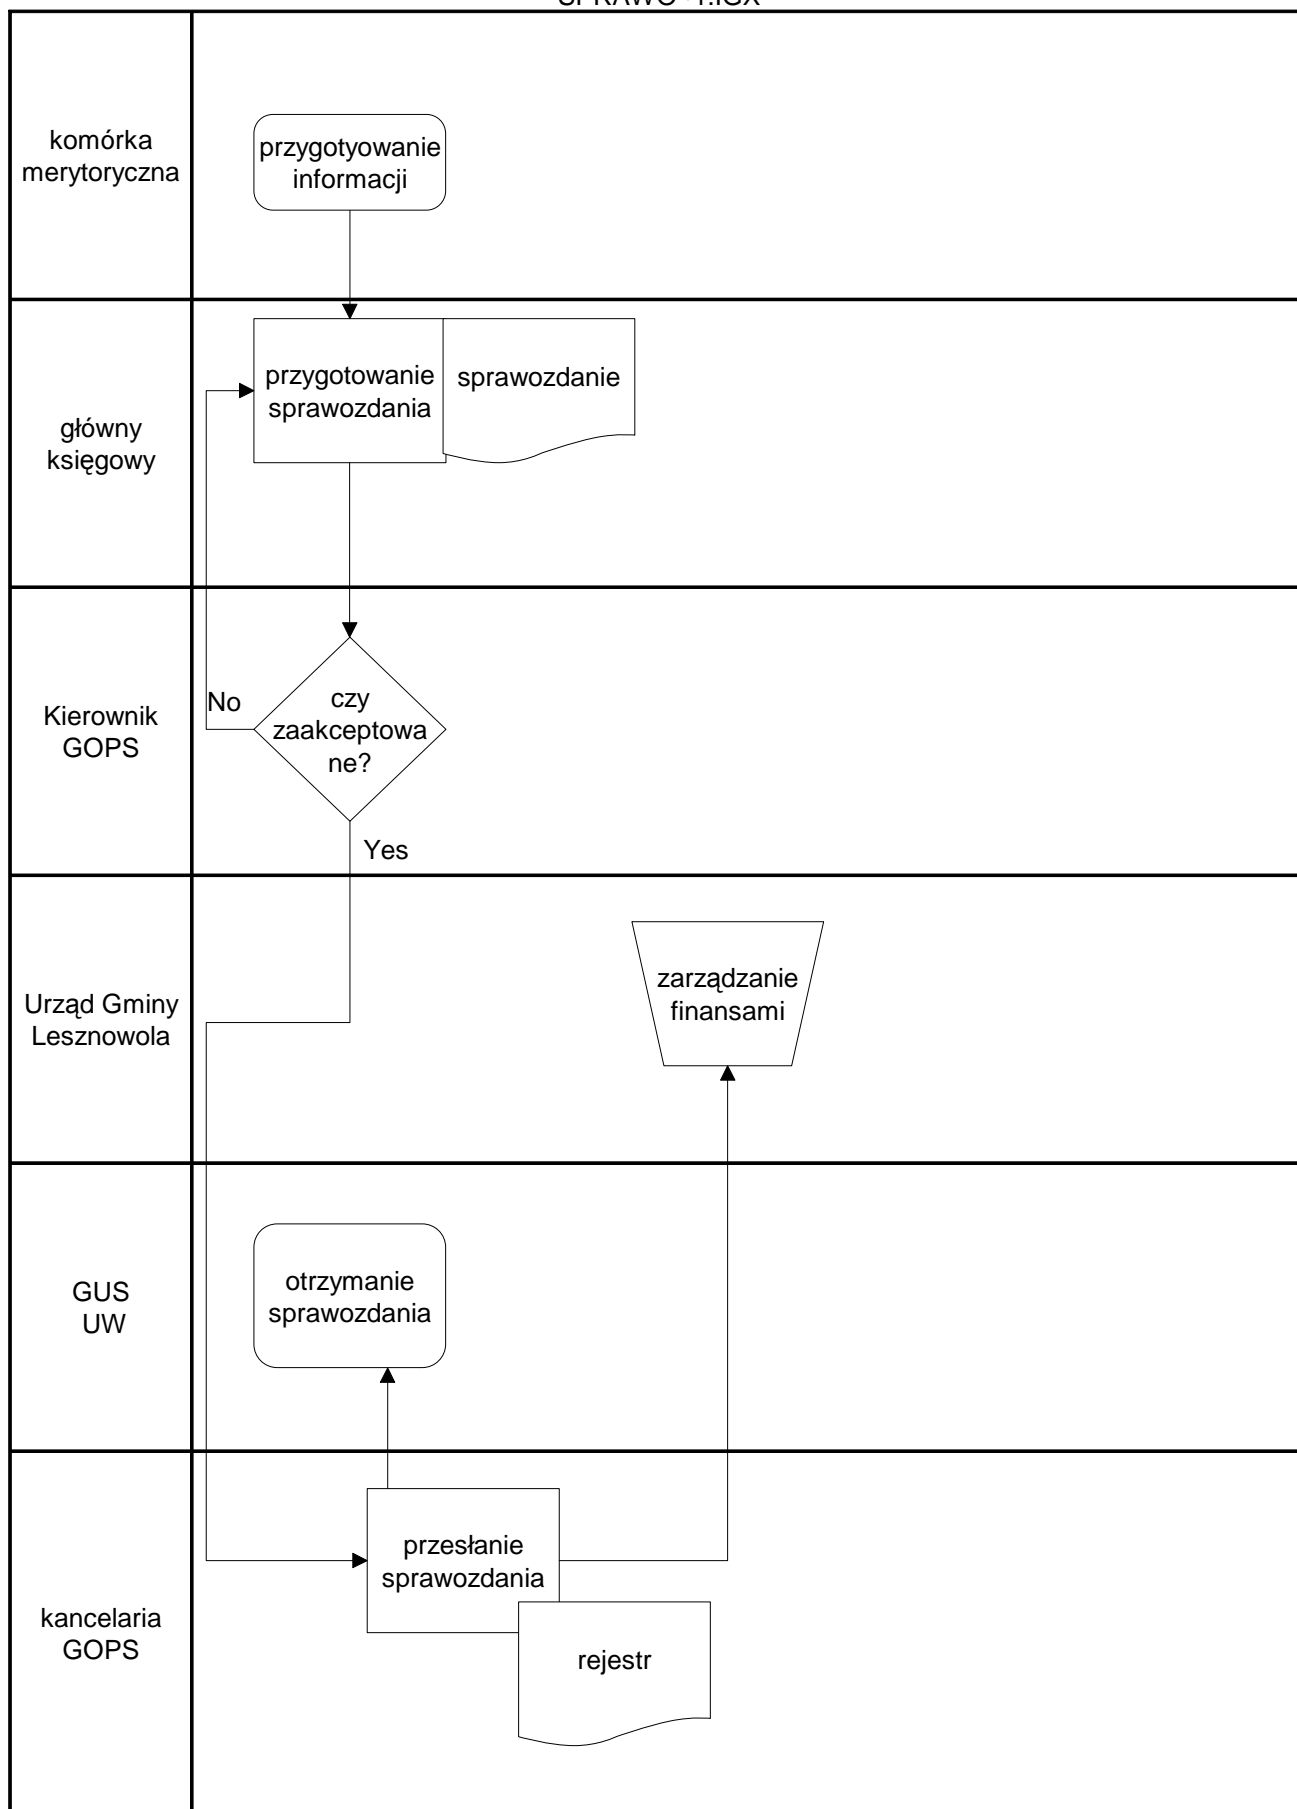 komórka
merytoryczna
przygotyowanie
informacji
główny
księgowy
przygotowanie
sprawozdania
sprawozdanie
Kierownik
GOPS
No
czy
zaakceptowa
ne?
Yes
Urząd Gminy
Lesznowola
zarządzanie
finansami
GUS
UW
otrzymanie
sprawozdania
kancelaria
GOPS
przesłanie
sprawozdania
rejestr